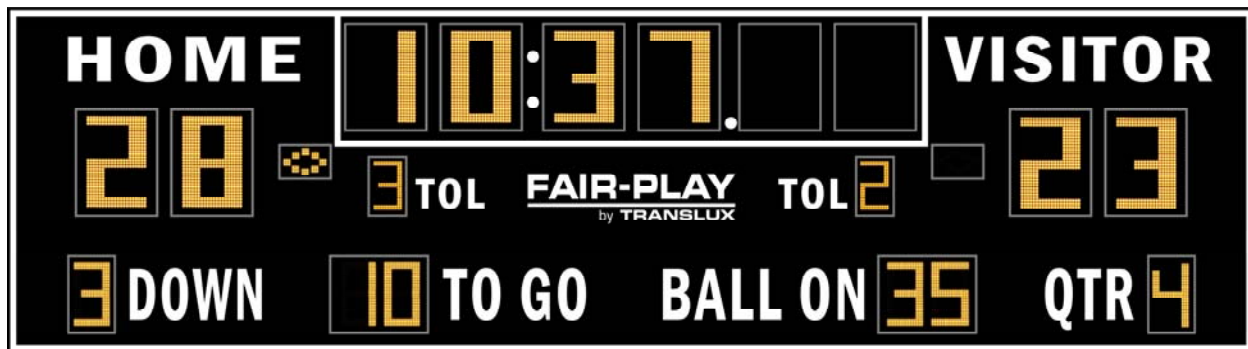 HOME 10:37. VISITOR
28 23
3 TOL FAIR-PLAY TOL 2
by TRANSLUX
3 DOWN 10 TO GO BALL ON 35 QTR 4